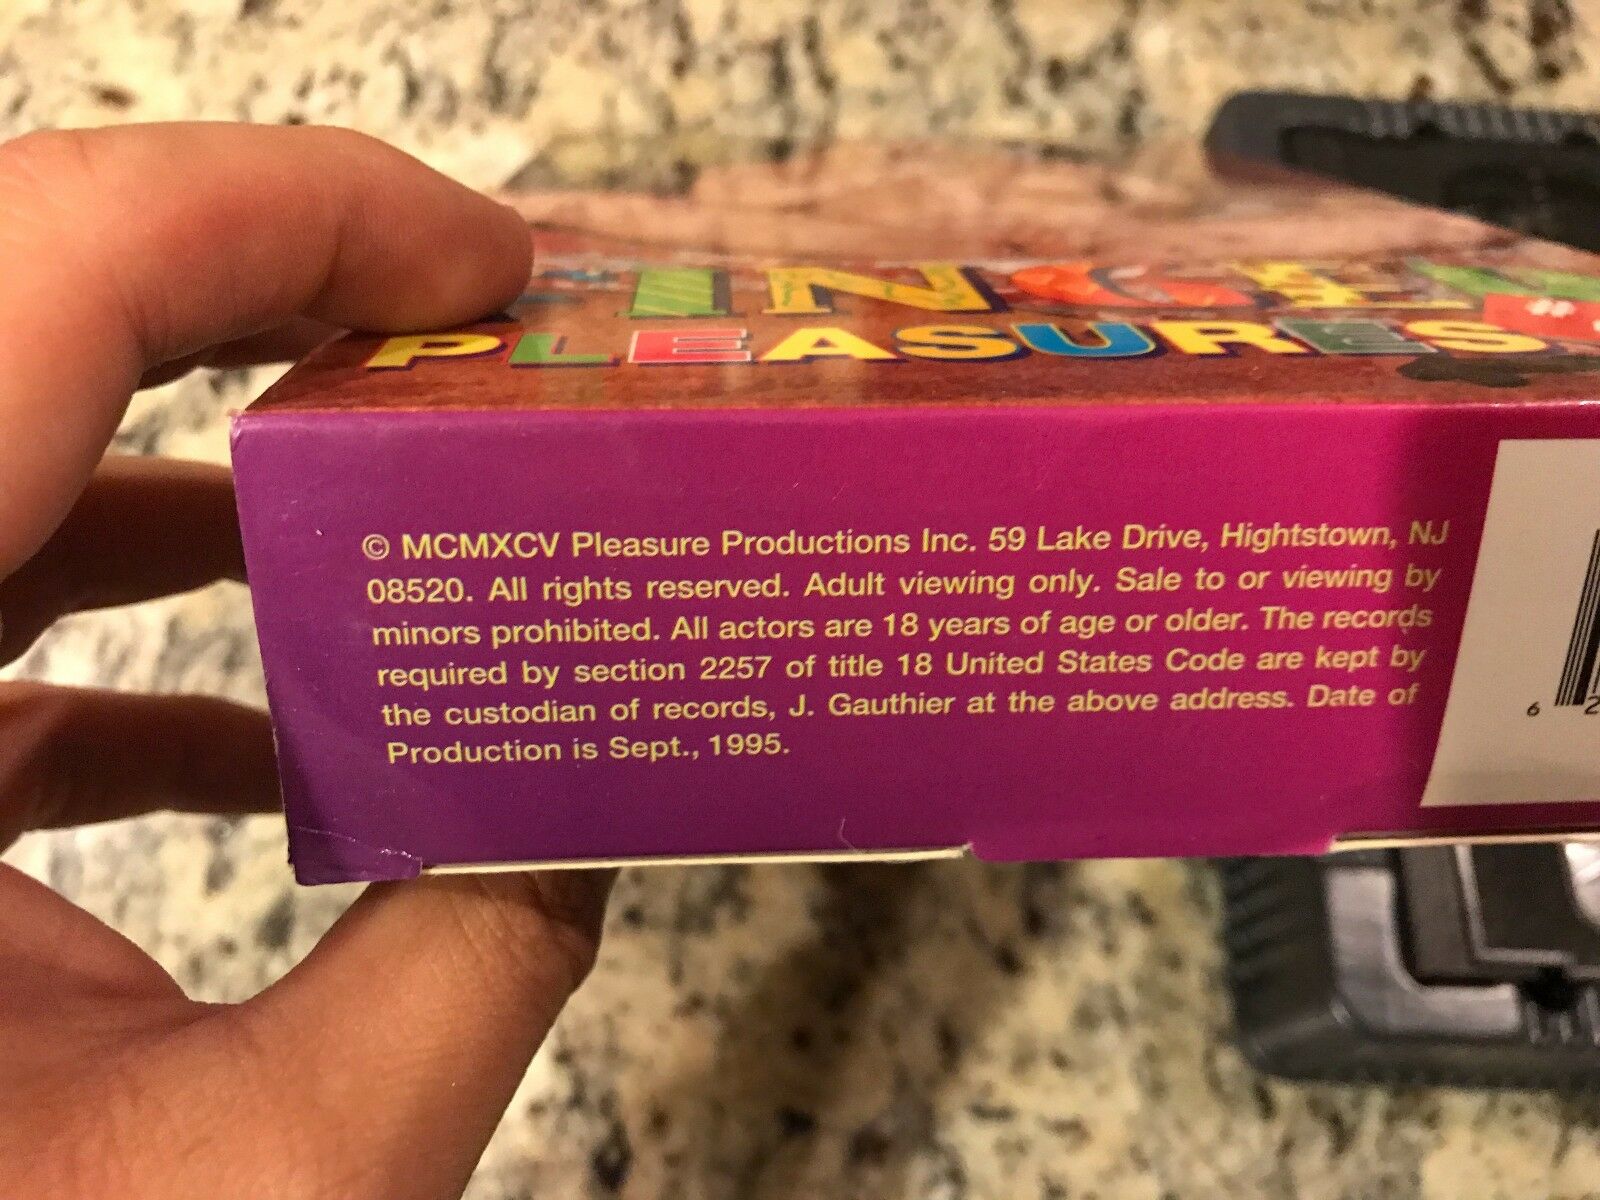 PLEASURES
© MCMXCV Pleasure Productions Inc. 59 Lake Drive, Hightstown, NJ
08520. All rights reserved. Adult viewing only. Sale to or viewing by
minors prohibited. All actors are 18 years of age or older. The records
required by section 2257 of title 18 United States Code are kept by
the custodian of records, J. Gauthier at the above address. Date of
Production is Sept., 1995.
6 2